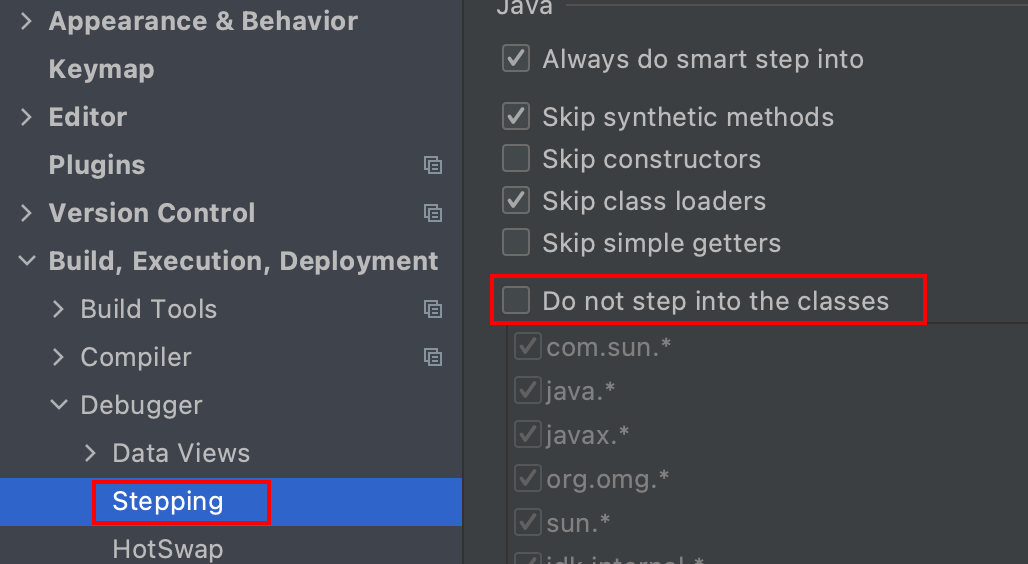 Appearance & Behavior
Keymap
Editor
Plugins
Version Control
Build, Execution, Deployment
Build Tools
Compiler
Debugger
Data Views
Stepping
HotSwap
Java
Always do smart step into
Skip synthetic methods
Skip constructors
Skip class loaders
Skip simple getters
Do not step into the classes
com.sun.*
java.*
javax.*
org.omg.*
sun.*
jdk.internal.*